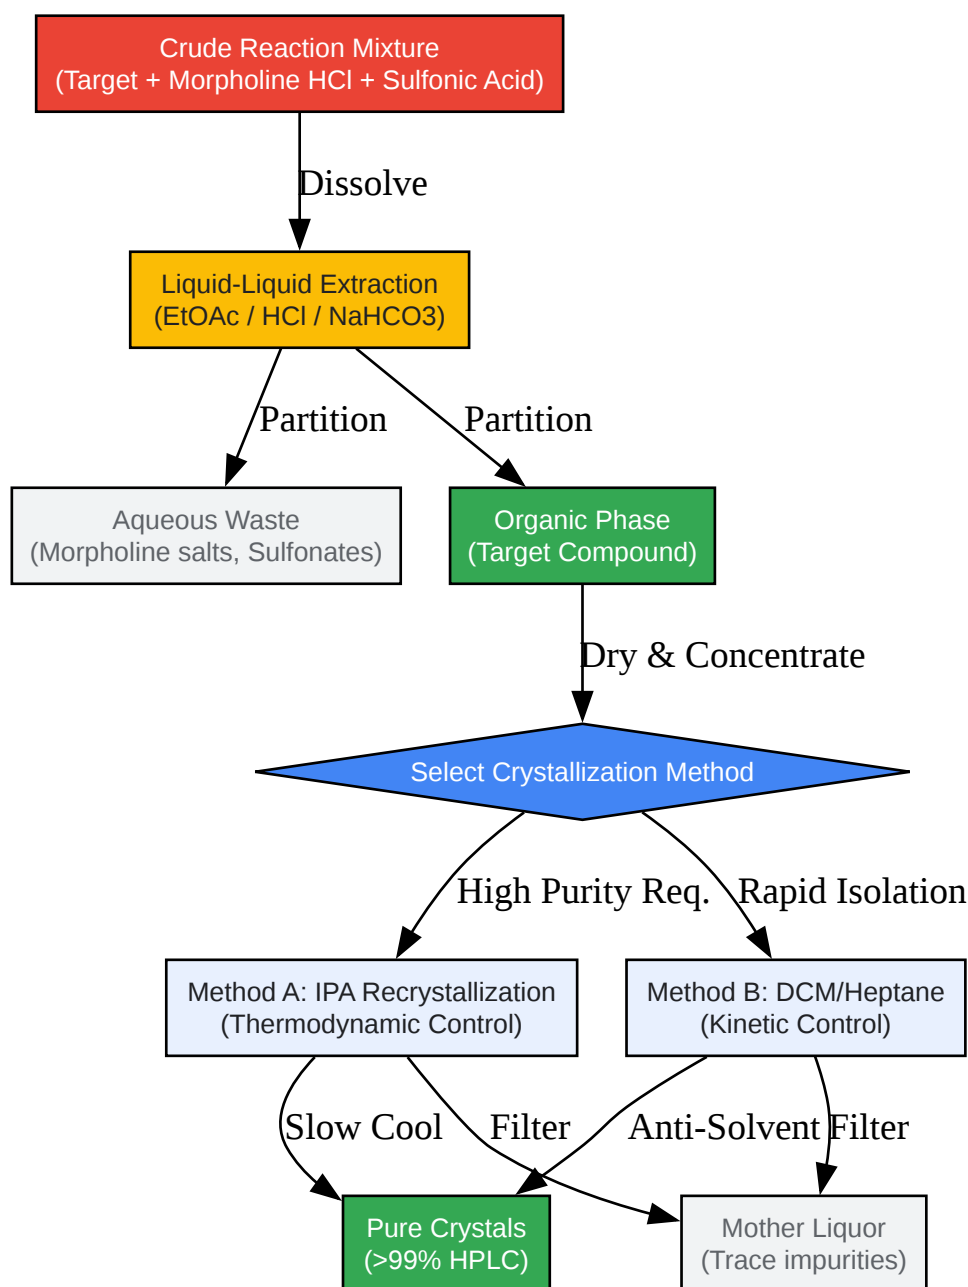 Crude Reaction Mixture
(Target + Morpholine HCl + Sulfonic Acid)
Dissolve
Liquid-Liquid Extraction
(EtOAc / HCl / NaHCO3)
Partition
Partition
Aqueous Waste
(Morpholine salts, Sulfonates)
Organic Phase
(Target Compound)
Dry & Concentrate
Select Crystallization Method
High Purity Req.
Rapid Isolation
Method A: IPA Recrystallization
(Thermodynamic Control)
Method B: DCM/Heptane
(Kinetic Control)
Slow Cool
Filter
Anti-Solvent
Filter
Pure Crystals
(>99% HPLC)
Mother Liquor
(Trace impurities)